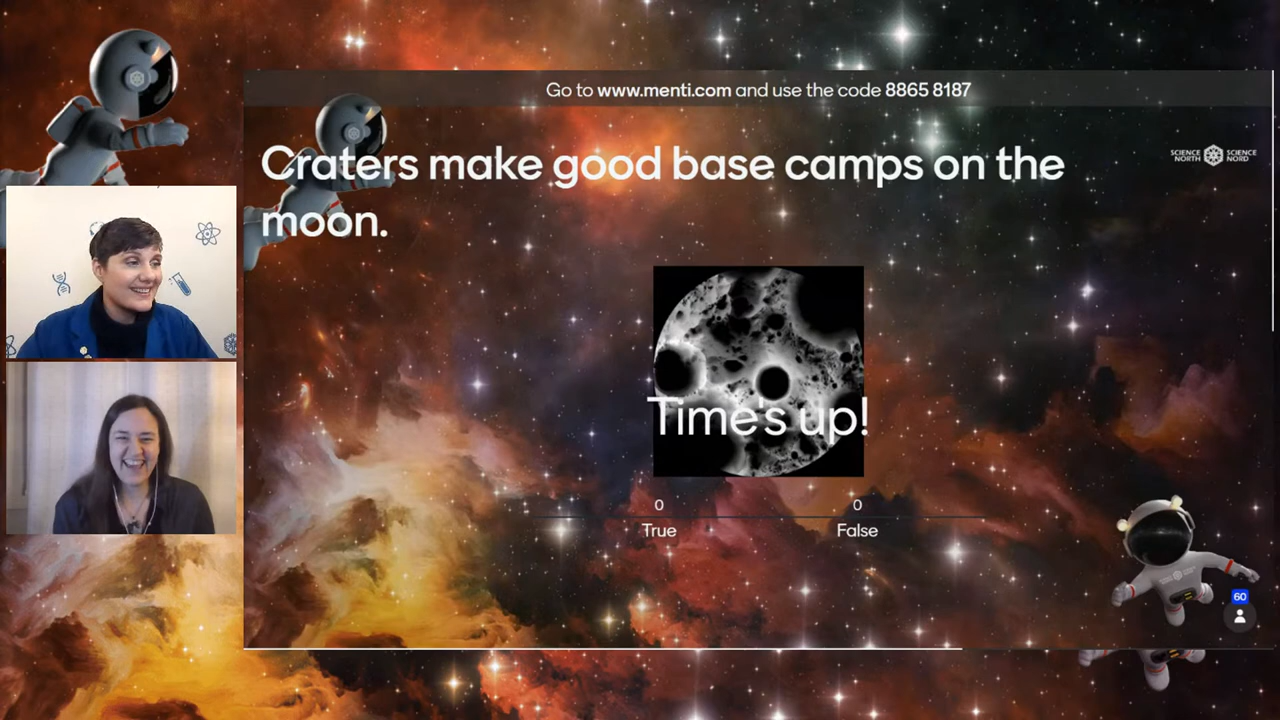 Go to www.menti.com and use the code 8865 8187
Craters make good base camps on the
moon.
SCIENCE NORTH SCIENCE NORD
Time's up!
0 0
True False
60